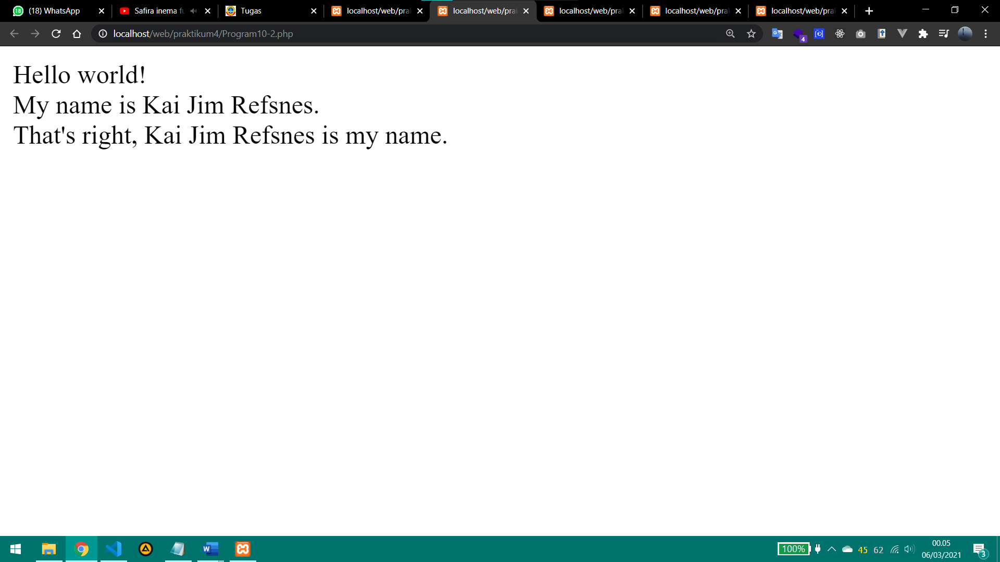 (18) WhatsApp
Safira inema fu
Tugas
localhost/web/pra
localhost/web/pra
localhost/web/pra
localhost/web/pra
localhost/web/pra
localhost/web/praktikum4/Program10-2.php
4
Hello world!
My name is Kai Jim Refsnes.
That's right, Kai Jim Refsnes is my name.
100%
45 62
00.05
06/03/2021
3